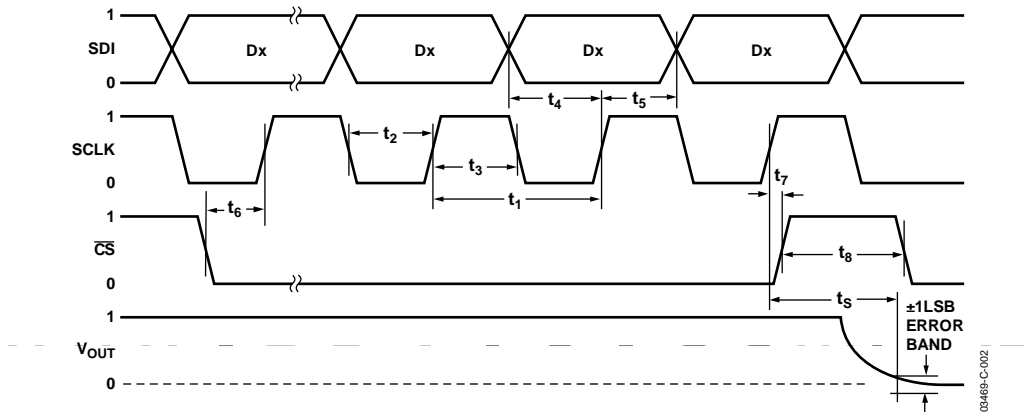 1
SDI
Dx
Dx
Dx
Dx
0
t4
t5
1
SCLK
t2
t3
0
t7
t6
t1
1
CS
t8
0
tS
1
±1LSB
ERROR
BAND
VOUT
0
03469-C-002